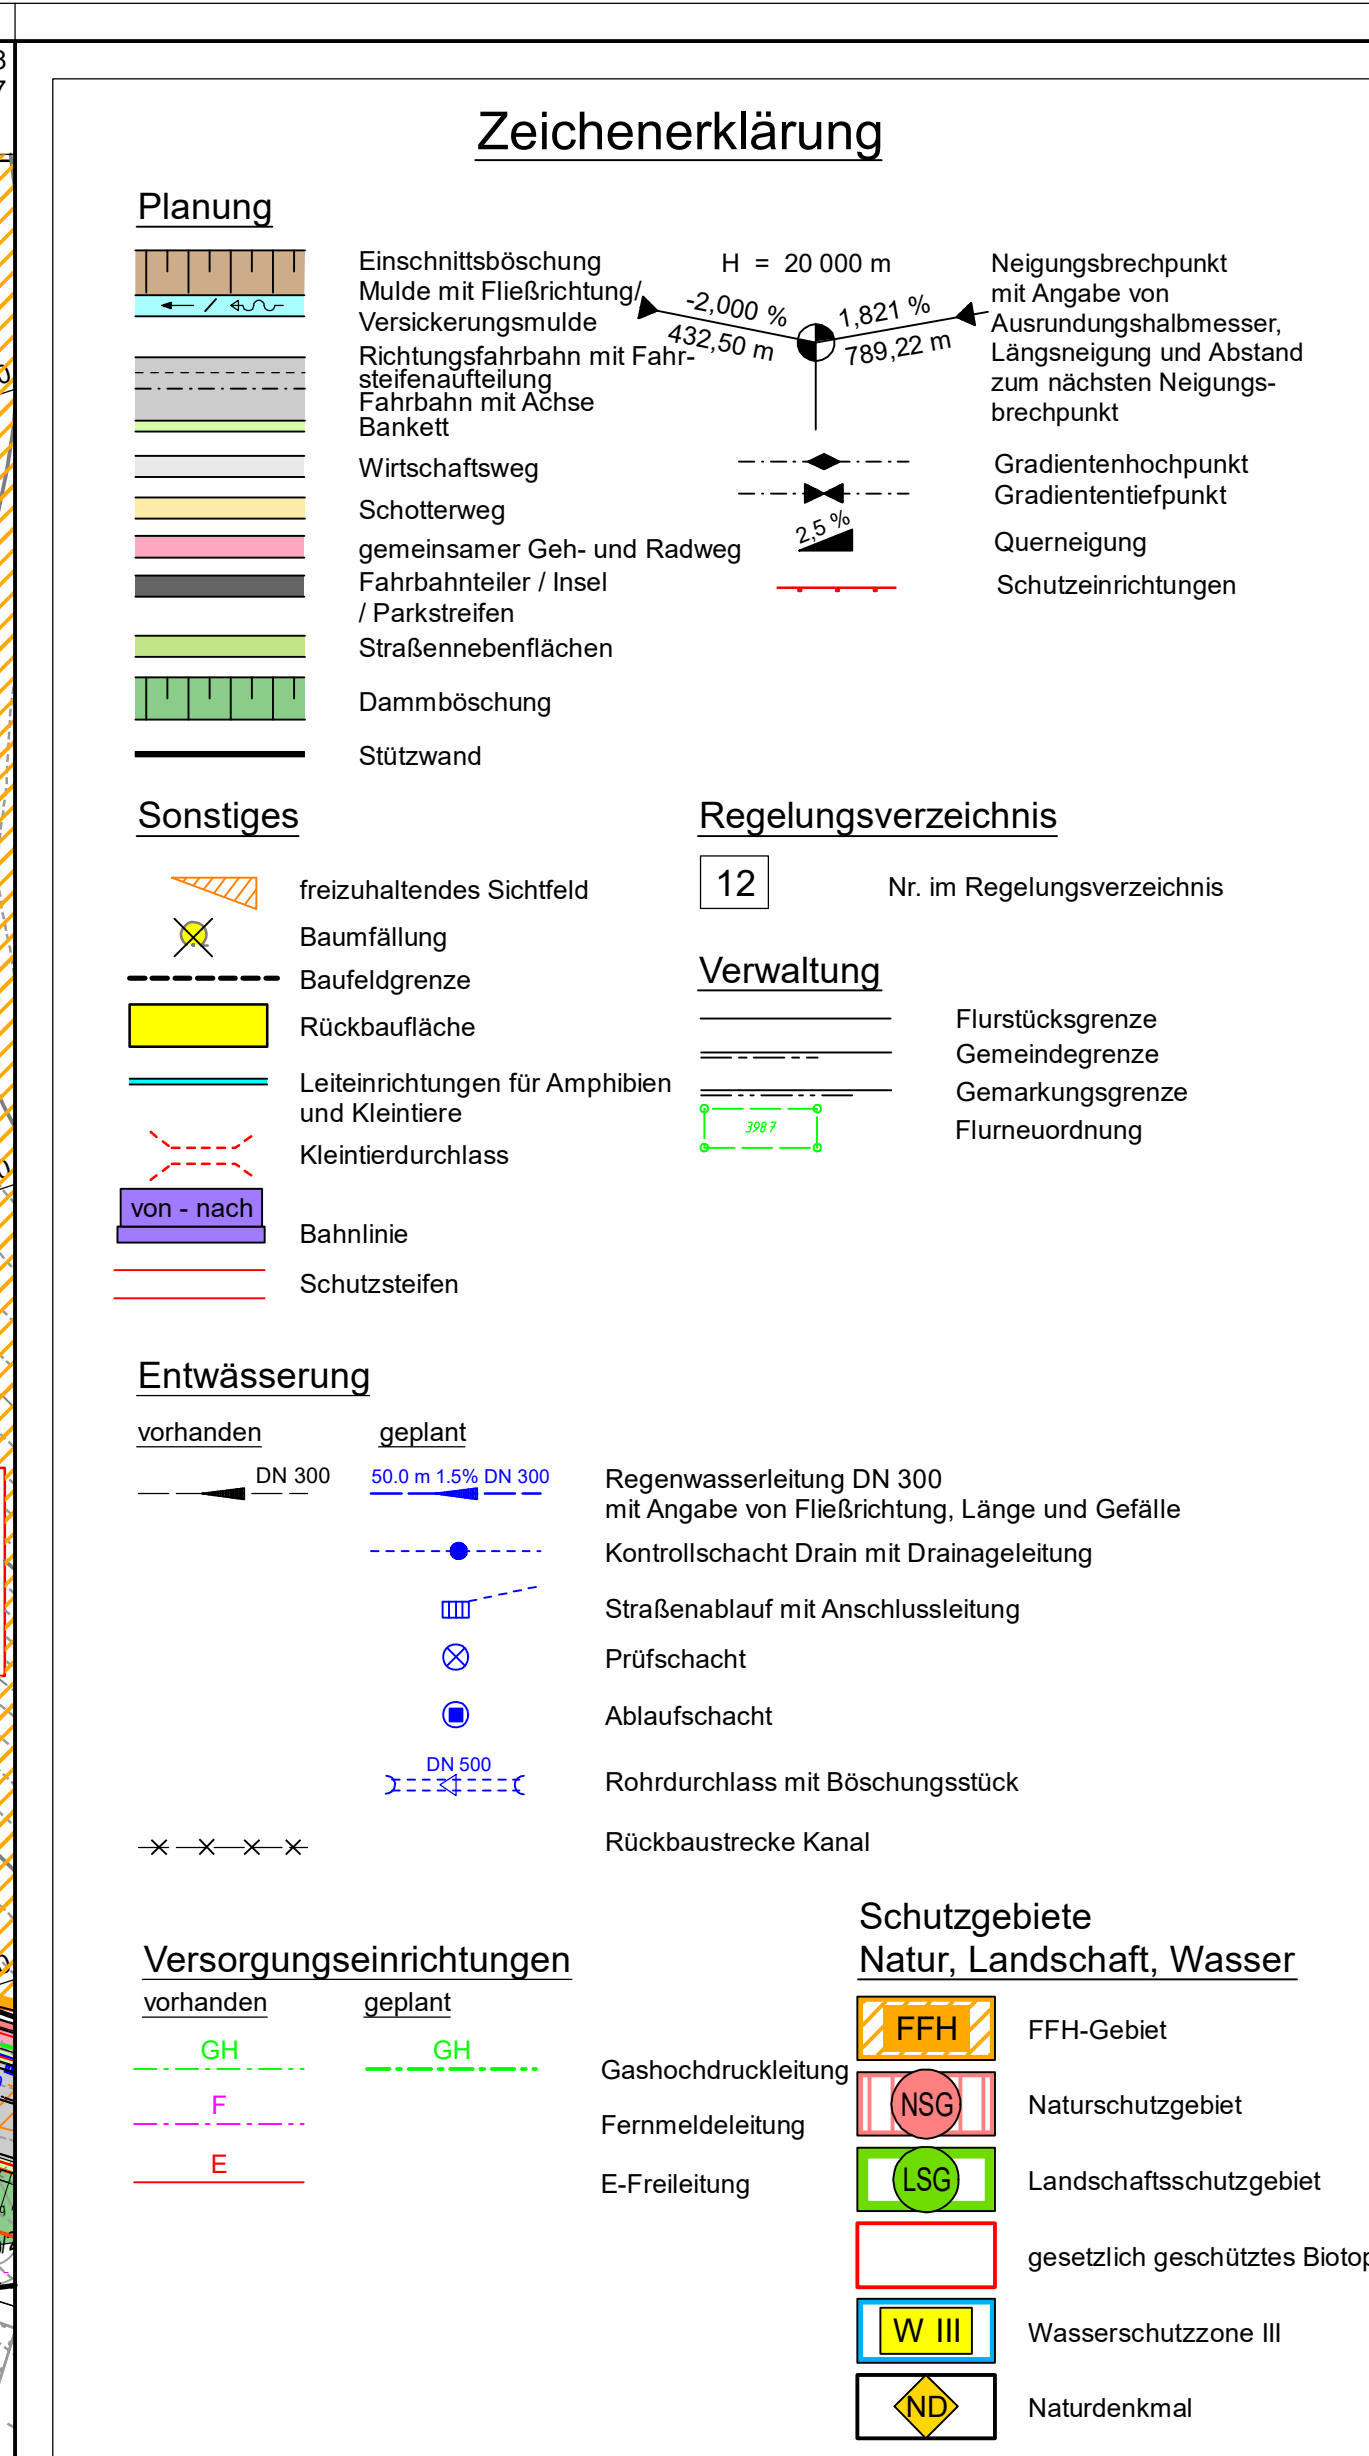 Zeichenerklärung
Planung
Einschnittsböschung
Mulde mit Fließrichtung/
Versickerungsmulde
Richtungsfahrbahn mit Fahr-
steifenaufteilung
Fahrbahn mit Achse
Bankett
Wirtschaftsweg
Schotterweg
gemeinsamer Geh- und Radweg
Fahrbahnteiler / Insel
/ Parkstreifen
Straßennebenflächen
Dammböschung
Stützwand
H = 20 000 m
-2,000 %
432,50 m
1,821 %
789,22 m
Neigungsbrechpunkt
mit Angabe von
Ausrundungshalbmesser,
Längsneigung und Abstand
zum nächsten Neigungs-
brechpunkt
Gradientenhochpunkt
Gradiententiefpunkt
2,5 %
Querneigung
Schutzeinrichtungen
Sonstiges
freizuhaltendes Sichtfeld
Baumfällung
Baufeldgrenze
Rückbaufläche
Leiteinrichtungen für Amphibien
und Kleintiere
Kleintierdurchlass
von - nach
Bahnlinie
Schutzsteifen
Regelungsverzeichnis
12
Nr. im Regelungsverzeichnis
Verwaltung
Flurstücksgrenze
Gemeindegrenze
Gemarkungsgrenze
3987
Flurneuordnung
Entwässerung
vorhanden
geplant
DN 300
50.0 m 1.5% DN 300
Regenwasserleitung DN 300
mit Angabe von Fließrichtung, Länge und Gefälle
Kontrollschacht Drain mit Drainageleitung
Straßenablauf mit Anschlussleitung
Prüfschacht
Ablaufschacht
DN 500
Rohrdurchlass mit Böschungsstück
Rückbaustrecke Kanal
Versorgungseinrichtungen
vorhanden
geplant
GH
GH
Gashochdruckleitung
F
Fernmeldeleitung
E
E-Freileitung
Schutzgebiete
Natur, Landschaft, Wasser
FFH
FFH-Gebiet
NSG
Naturschutzgebiet
LSG
Landschaftsschutzgebiet
gesetzlich geschütztes Biotop
W III
Wasserschutzzone III
ND
Naturdenkmal